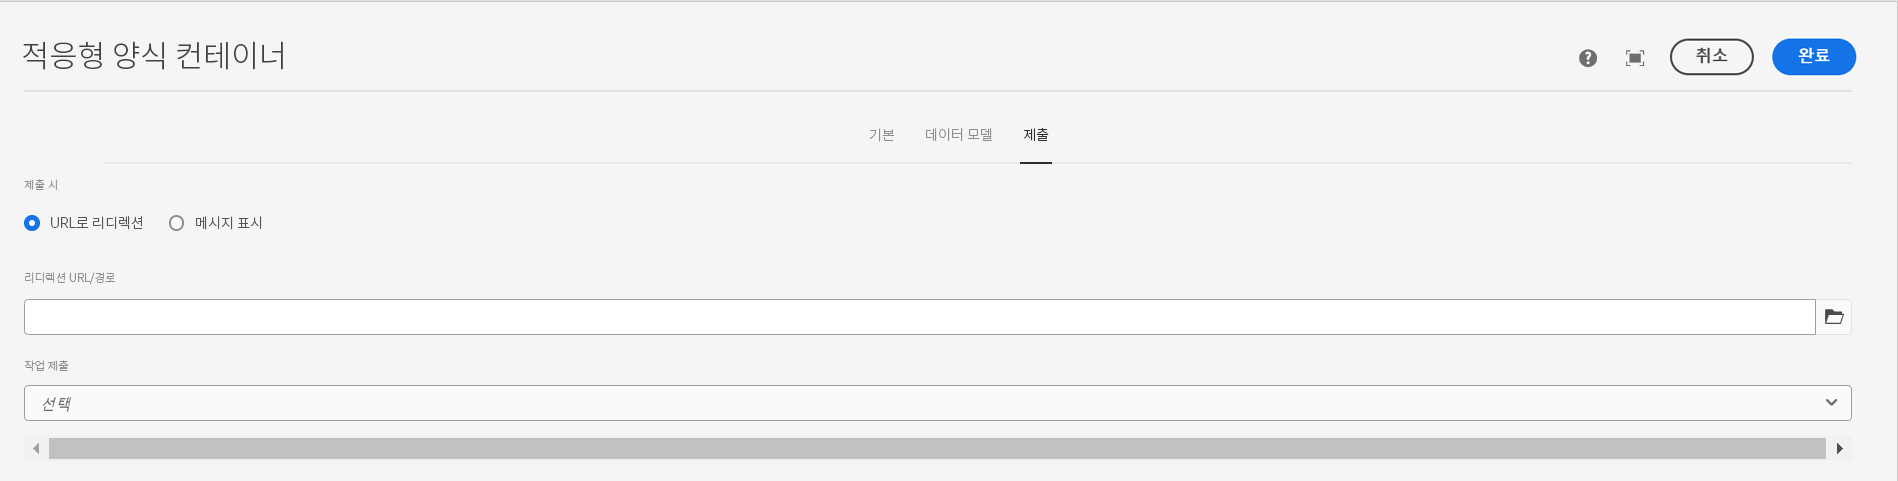 적응형 양식 컨테이너
취소
완료
기본 데이터 모델 제출
제출 시
URL로 리디렉션 메시지 표시
리디렉션 URL/경로
작업 제출
선택